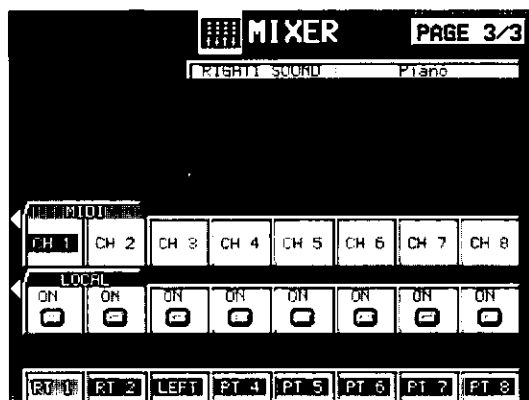 MIXER PAGE 3/3
RIGHT1 SOUND : Piano
MIDI
CH 1 CH 2 CH 3 CH 4 CH 5 CH 6 CH 7 CH 8
LOCAL
ON ON ON ON ON ON ON ON
RT 1 RT 2 LEFT PT 4 PT 5 PT 6 PT 7 PT 8